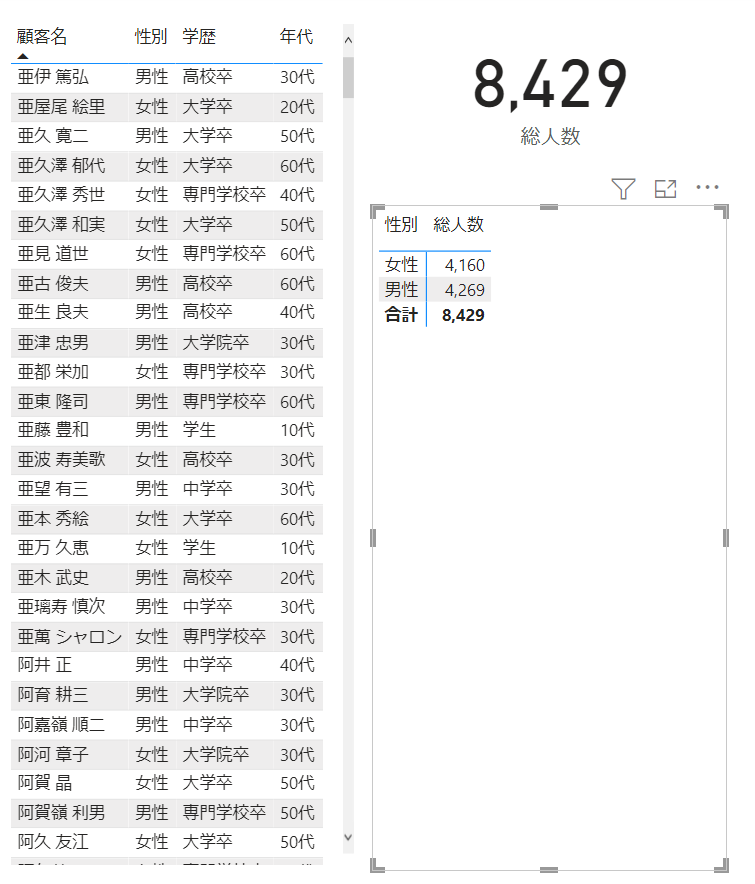 顧客名 性別 学歴 年代
亜伊 篤弘 男性 高校卒 30代
亜屋尾 絵里 女性 大学卒 20代
亜久 寛二 男性 大学卒 50代
亜久澤 郁代 女性 大学卒 60代
亜久澤 秀世 女性 専門学校卒 40代
亜久澤 和実 女性 大学卒 50代
亜見 道世 女性 専門学校卒 60代
亜古 俊夫 男性 高校卒 60代
亜生 良夫 男性 高校卒 40代
亜津 忠男 男性 大学院卒 30代
亜都 栄加 女性 専門学校卒 30代
亜東 隆司 男性 専門学校卒 60代
亜藤 豊和 男性 学生 10代
亜波 寿美歌 女性 高校卒 30代
亜望 有三 男性 中学卒 30代
亜本 秀絵 女性 大学卒 60代
亜万 久恵 女性 学生 10代
亜木 武史 男性 高校卒 20代
亜璃寿 慎次 男性 中学卒 30代
亜萬 シャロン 女性 専門学校卒 30代
阿井 正 男性 中学卒 40代
阿育 耕三 男性 大学院卒 30代
阿嘉嶺 順二 男性 中学卒 30代
阿河 章子 女性 大学院卒 30代
阿賀 晶 女性 大学卒 50代
阿賀嶺 利男 男性 専門学校卒 50代
阿久 友江 女性 大学卒 50代
8,429
総人数
性別 総人数
女性 4,160
男性 4,269
合計 8,429